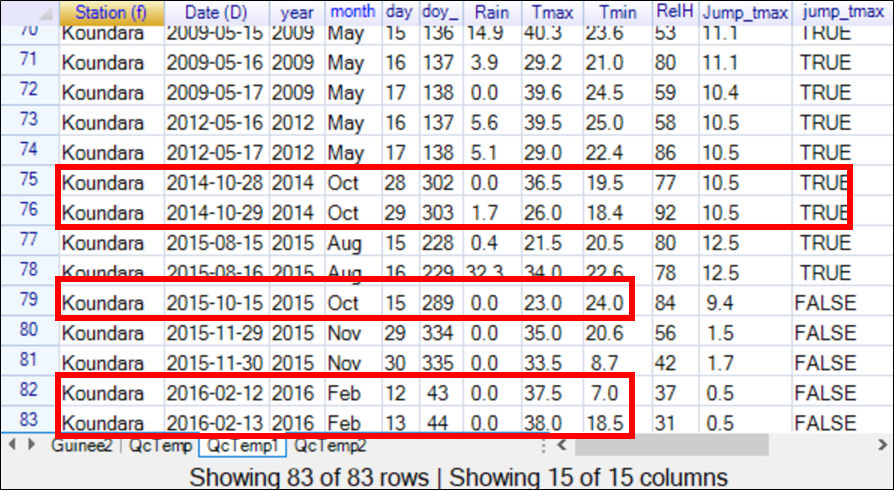 Station (f) Date (D) year month day doy_ Rain Tmax Tmin RelH Jump_tmax jump_tmax
70 Koundara 2009-05-15 2009 May 15 136 14.9 40.3 23.6 53 11.1 TRUE
71 Koundara 2009-05-16 2009 May 16 137 3.9 29.2 21.0 80 11.1 TRUE
72 Koundara 2009-05-17 2009 May 17 138 0.0 39.6 24.5 59 10.4 TRUE
73 Koundara 2012-05-16 2012 May 16 137 5.6 39.5 25.0 58 10.5 TRUE
74 Koundara 2012-05-17 2012 May 17 138 5.1 29.0 22.4 86 10.5 TRUE
75 Koundara 2014-10-28 2014 Oct 28 302 0.0 36.5 19.5 77 10.5 TRUE
76 Koundara 2014-10-29 2014 Oct 29 303 1.7 26.0 18.4 92 10.5 TRUE
77 Koundara 2015-08-15 2015 Aug 15 228 0.4 21.5 20.5 80 12.5 TRUE
78 Koundara 2015-08-16 2015 Aug 16 229 32.3 34.0 22.6 78 12.5 TRUE
79 Koundara 2015-10-15 2015 Oct 15 289 0.0 23.0 24.0 84 9.4 FALSE
80 Koundara 2015-11-29 2015 Nov 29 334 0.0 35.0 20.6 56 1.5 FALSE
81 Koundara 2015-11-30 2015 Nov 30 335 0.0 33.5 8.7 42 1.7 FALSE
82 Koundara 2016-02-12 2016 Feb 12 43 0.0 37.5 7.0 37 0.5 FALSE
83 Koundara 2016-02-13 2016 Feb 13 44 0.0 38.0 18.5 31 0.5 FALSE
Guinee2 QcTemp QcTemp1 QcTemp2
Showing 83 of 83 rows | Showing 15 of 15 columns